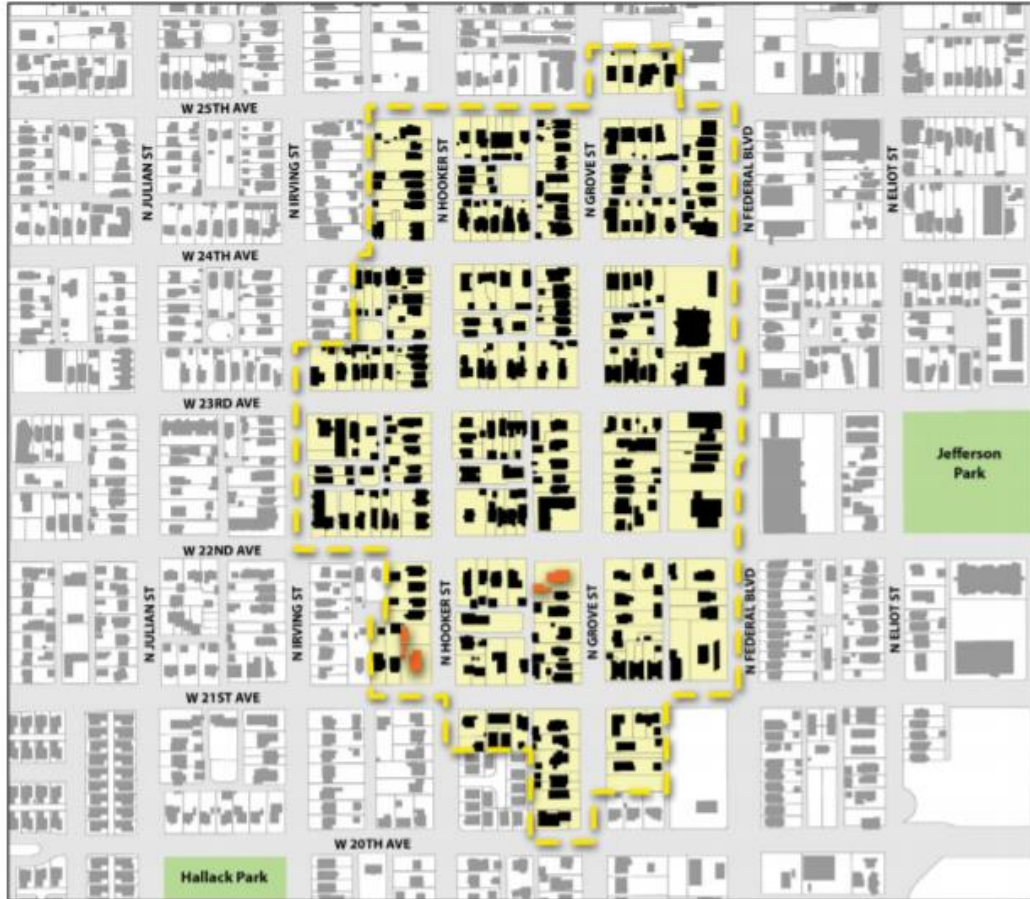 W 25TH AVE
N JULIAN ST
N IRVING ST
N HOOKER ST
N GROVE ST
N FEDERAL BLVD
N ELIOT ST
W 24TH AVE
W 23RD AVE
Jefferson
Park
W 22ND AVE
N JULIAN ST
N IRVING ST
N HOOKER ST
N GROVE ST
N FEDERAL BLVD
N ELIOT ST
W 21ST AVE
W 20TH AVE
Hallack Park